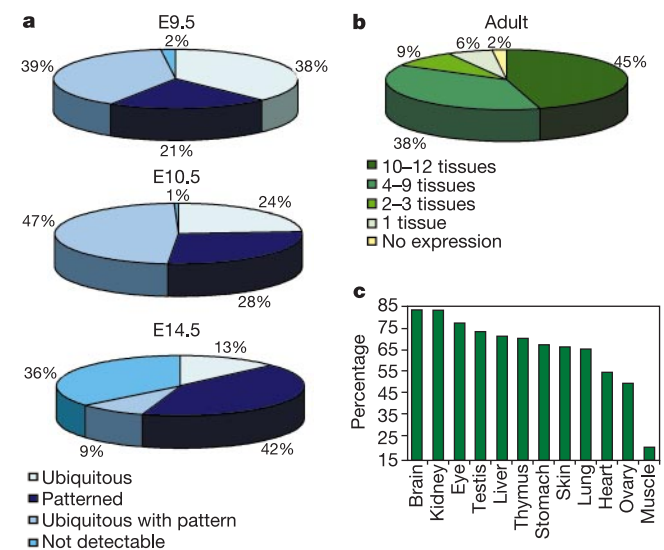 a
E9.5
2%
39%
38%
21%
E10.5
1%
24%
47%
28%
E14.5
13%
36%
9%
42%
Ubiquitous
Patterned
Ubiquitous with pattern
Not detectable
b
Adult
6% 2%
9%
45%
38%
10–12 tissues
4–9 tissues
2–3 tissues
1 tissue
No expression
c
Percentage
85
75
65
55
45
35
25
15
Brain
Kidney
Eye
Testis
Liver
Thymus
Stomach
Skin
Lung
Heart
Ovary
Muscle